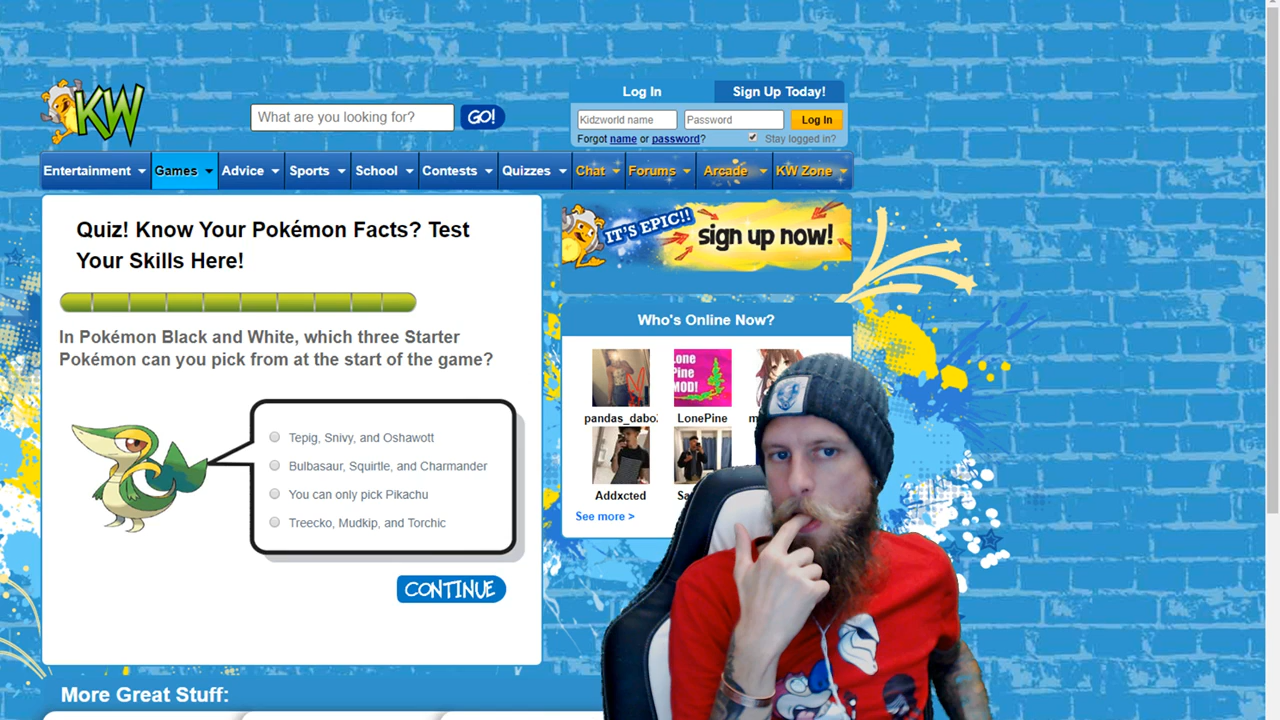 KW
What are you looking for?
GO!
Log In
Sign Up Today!
Kidzworld name
Password
Log In
Forgot name or password?
Stay logged in?
Entertainment
Games
Advice
Sports
School
Contests
Quizzes
Chat
Forums
Arcade
KW Zone
Quiz! Know Your Pokémon Facts? Test
Your Skills Here!
In Pokémon Black and White, which three Starter
Pokémon can you pick from at the start of the game?
Tepig, Snivy, and Oshawott
Bulbasaur, Squirtle, and Charmander
You can only pick Pikachu
Treecko, Mudkip, and Torchic
CONTINUE
IT'S EPIC!!
sign up now!
Who's Online Now?
Lone
Pine
MOD!
pandas_dabo
LonePine
Addxcted
See more >
More Great Stuff: